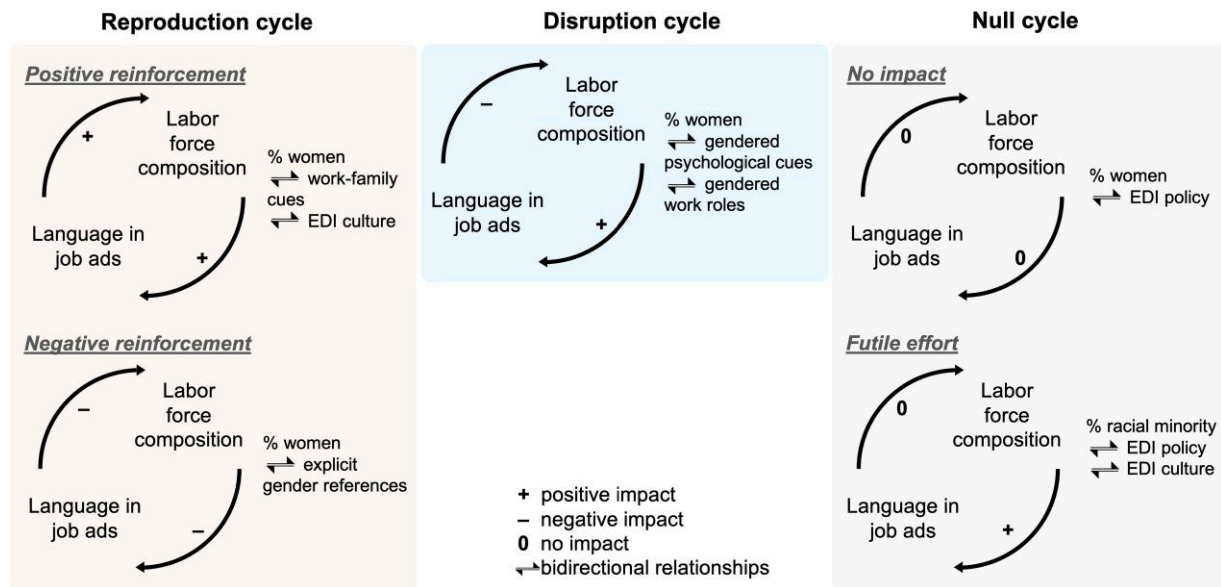 Reproduction cycle
Positive reinforcement
+
Labor
force
composition
% women
⇌ work-family
cues
⇌ EDI culture
Language in
job ads
+
Negative reinforcement
–
Labor
force
composition
% women
⇌ explicit
gender references
Language in
job ads
–
Disruption cycle
–
Labor
force
composition
% women
⇌ gendered
psychological cues
⇌ gendered
work roles
Language in
job ads
+
+ positive impact
– negative impact
0 no impact
⇌ bidirectional relationships
Null cycle
No impact
0
Labor
force
composition
% women
⇌ EDI policy
Language in
job ads
0
Futile effort
0
Labor
force
composition
% racial minority
⇌ EDI policy
⇌ EDI culture
Language in
job ads
+